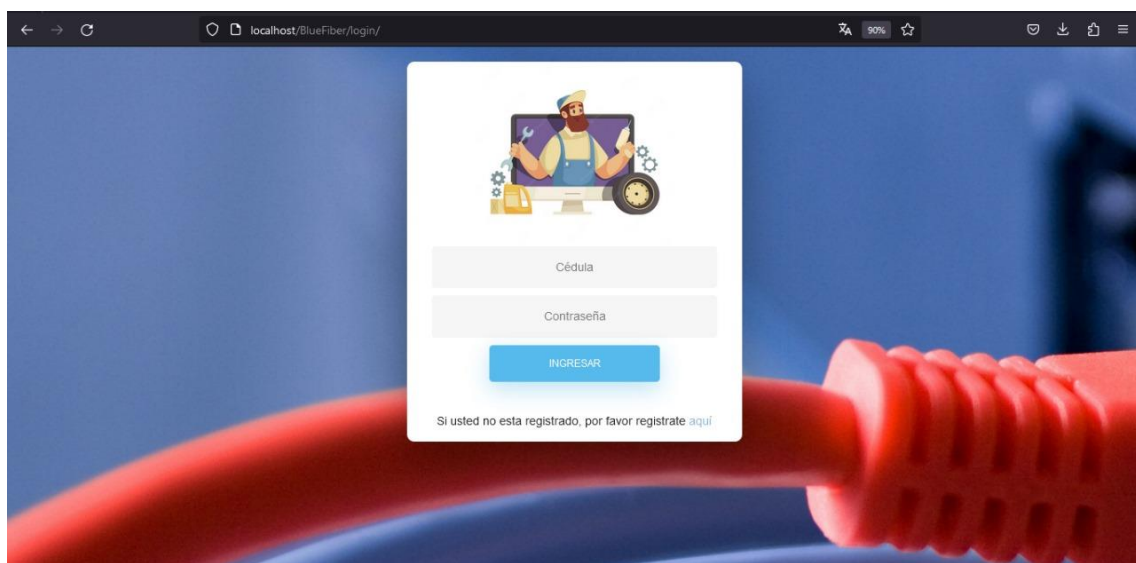 localhost/BlueFiber/login/
90%
Cédula
Contraseña
INGRESAR
Si usted no esta registrado, por favor registrate aquí